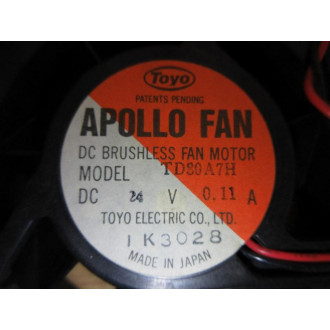 Toyo
PATENTS PENDING
APOLLO FAN
DC BRUSHLESS FAN MOTOR
MODEL TD80A7H
DC 24 V 0.11 A
TOYO ELECTRIC CO., LTD.
1K3028
MADE IN JAPAN